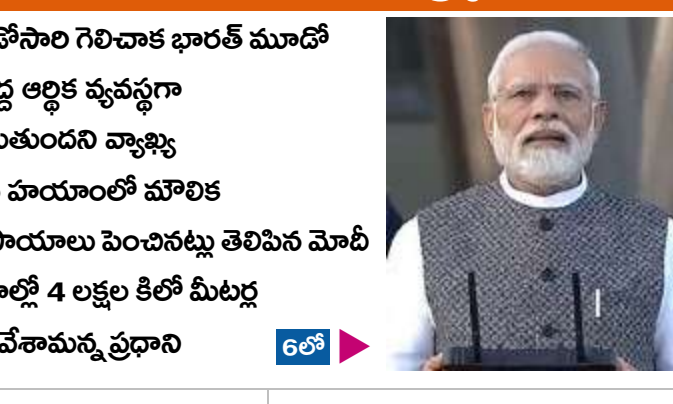 డోసారి గెలిచాక భారత్ మూడో
ద్ద ఆర్థిక వ్యవస్థగా
తుందని వ్యాఖ్య
హయాంలో మౌలిక
పాయాలు పెంచినట్లు తెలిపిన మోదీ
ల్లో 4 లక్షల కిలో మీటర్ల
వేశామన్న ప్రధాని
6లో